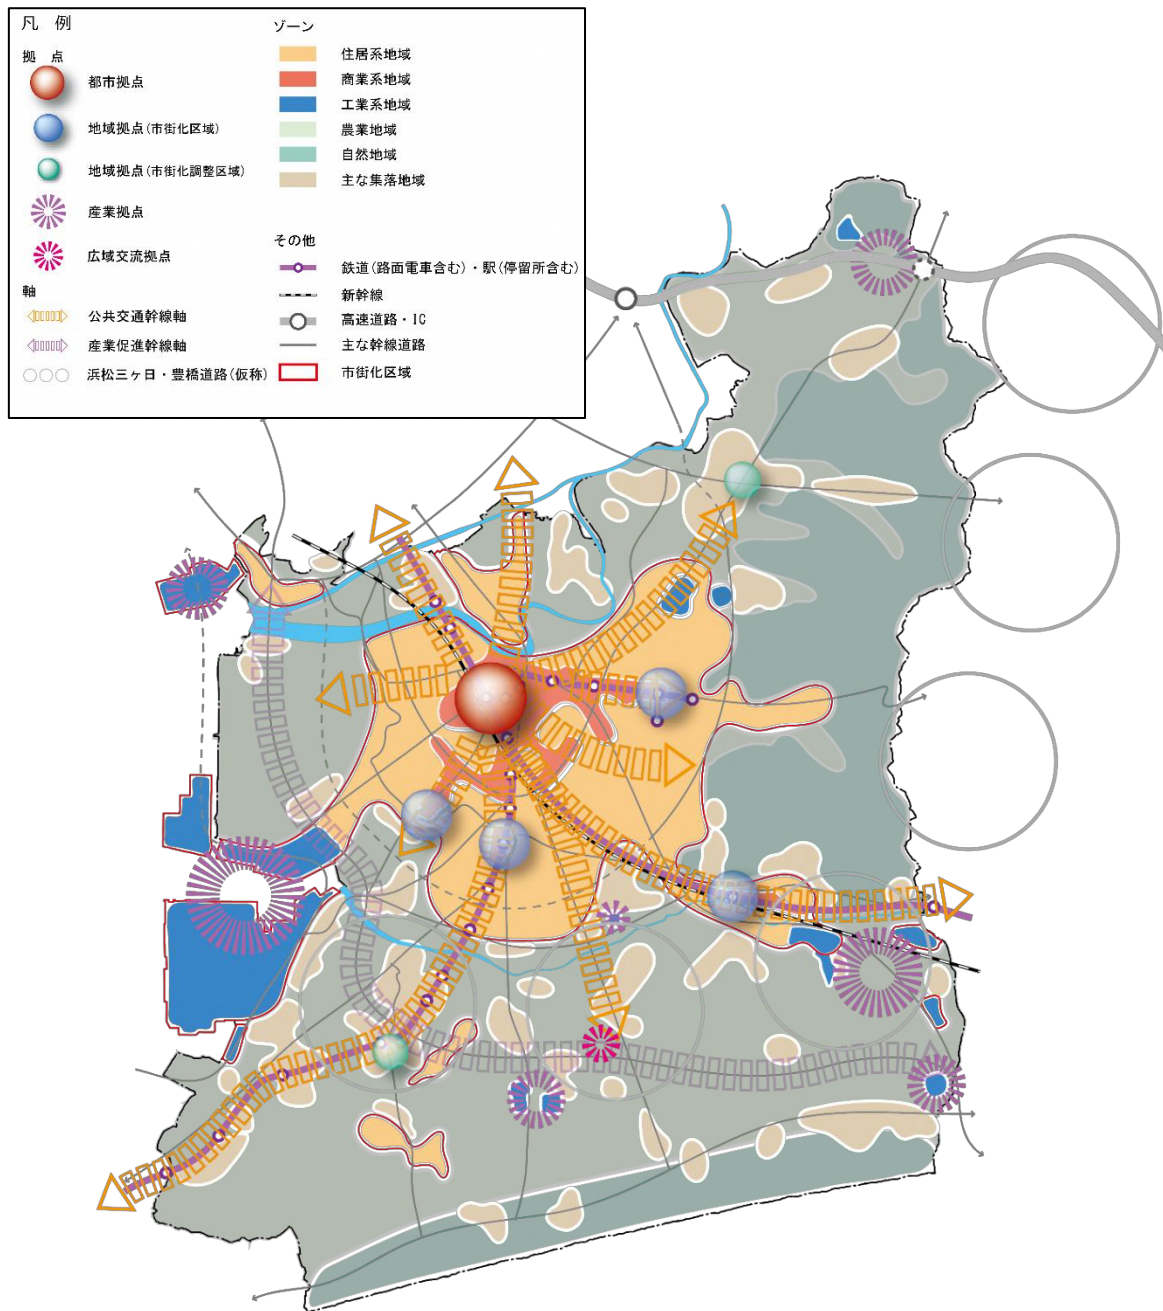 凡 例
拠 点
都市拠点
地域拠点(市街化区域)
地域拠点(市街化調整区域)
産業拠点
広域交流拠点
軸
公共交通幹線軸
産業促進幹線軸
浜松三ヶ日・豊橋道路(仮称)
ゾーン
住居系地域
商業系地域
工業系地域
農業地域
自然地域
主な集落地域
その他
鉄道(路面電車含む)・駅(停留所含む)
新幹線
高速道路・IC
主な幹線道路
市街化区域